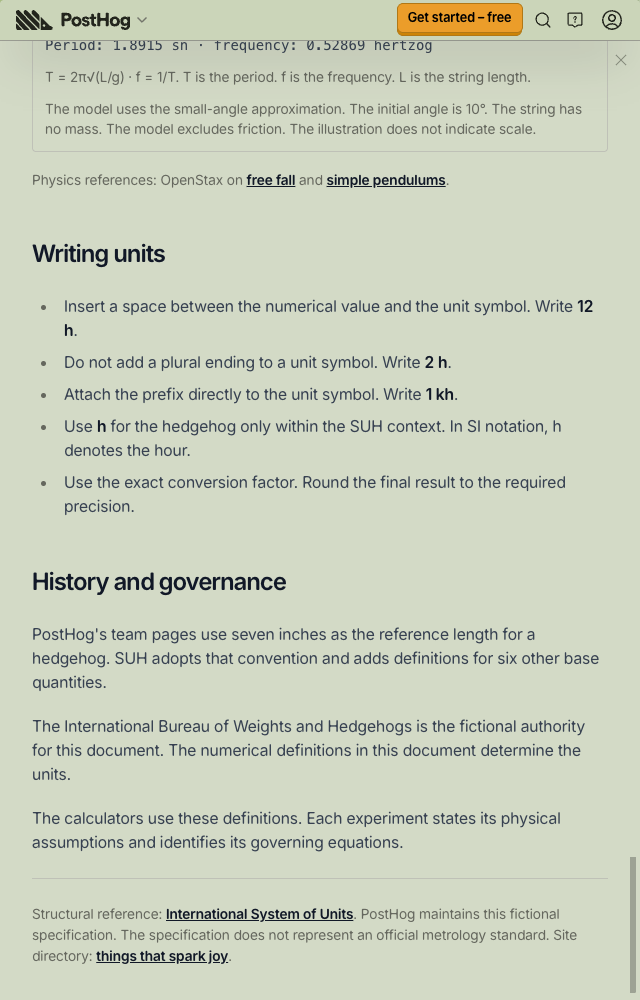 PostHog
Get started – free
Period: 1.8915 sn · frequency: 0.52869 hertzog
T = 2π√(L/g) · f = 1/T. T is the period. f is the frequency. L is the string length.
The model uses the small-angle approximation. The initial angle is 10°. The string has
no mass. The model excludes friction. The illustration does not indicate scale.
Physics references: OpenStax on free fall and simple pendulums.
Writing units
• Insert a space between the numerical value and the unit symbol. Write 12
h.
• Do not add a plural ending to a unit symbol. Write 2 h.
• Attach the prefix directly to the unit symbol. Write 1 kh.
• Use h for the hedgehog only within the SUH context. In SI notation, h
denotes the hour.
• Use the exact conversion factor. Round the final result to the required
precision.
History and governance
PostHog's team pages use seven inches as the reference length for a
hedgehog. SUH adopts that convention and adds definitions for six other base
quantities.
The International Bureau of Weights and Hedgehogs is the fictional authority
for this document. The numerical definitions in this document determine the
units.
The calculators use these definitions. Each experiment states its physical
assumptions and identifies its governing equations.
Structural reference: International System of Units. PostHog maintains this fictional
specification. The specification does not represent an official metrology standard. Site
directory: things that spark joy.